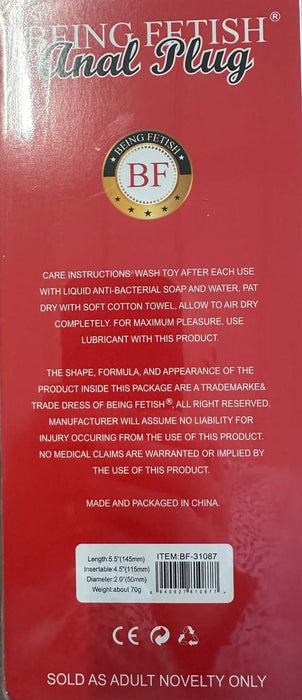 BEING FETISH®
Anal Plug
BEING FETISH
BF
CARE INSTRUCTIONS: WASH TOY AFTER EACH USE
WITH LIQUID ANTI-BACTERIAL SOAP AND WATER, PAT
DRY WITH SOFT COTTON TOWEL, ALLOW TO AIR DRY
COMPLETELY. FOR MAXIMUM PLEASURE, USE
LUBRICANT WITH THIS PRODUCT.
THE SHAPE, FORMULA, AND APPEARANCE OF THE
PRODUCT INSIDE THIS PACKAGE ARE A TRADEMARKE&
TRADE DRESS OF BEING FETISH®, ALL RIGHT RESERVED.
MANUFACTURER WILL ASSUME NO LIABILITY FOR
INJURY OCCURING FROM THE USE OF THIS PRODUCT.
NO MEDICAL CLAIMS ARE WARRANTED OR IMPLIED BY
THE USE OF THIS PRODUCT.
MADE AND PACKAGED IN CHINA.
Length:5.5"(145mm)
Insertable:4.5"(115mm)
Diameter:2.0"(50mm)
Weight:about 70g
ITEM:BF-31087
CE
SOLD AS ADULT NOVELTY ONLY